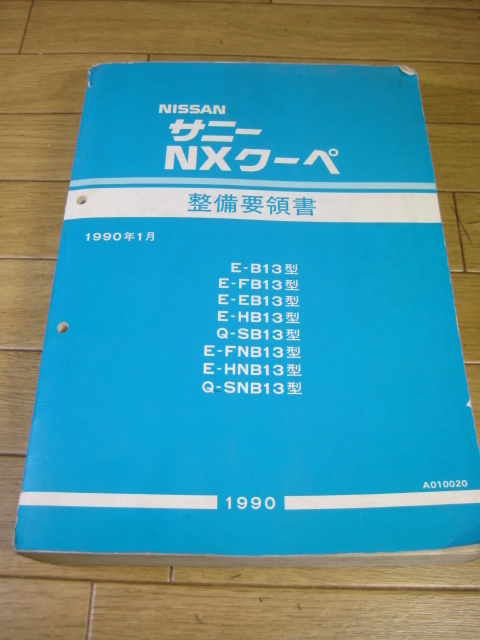 NISSAN
サニー
NXクーペ
整備要領書
1990年1月
E-B13型
E-FB13型
E-EB13型
E-HB13型
Q-SB13型
E-FNB13型
E-HNB13型
Q-SNB13型
A010020
1990